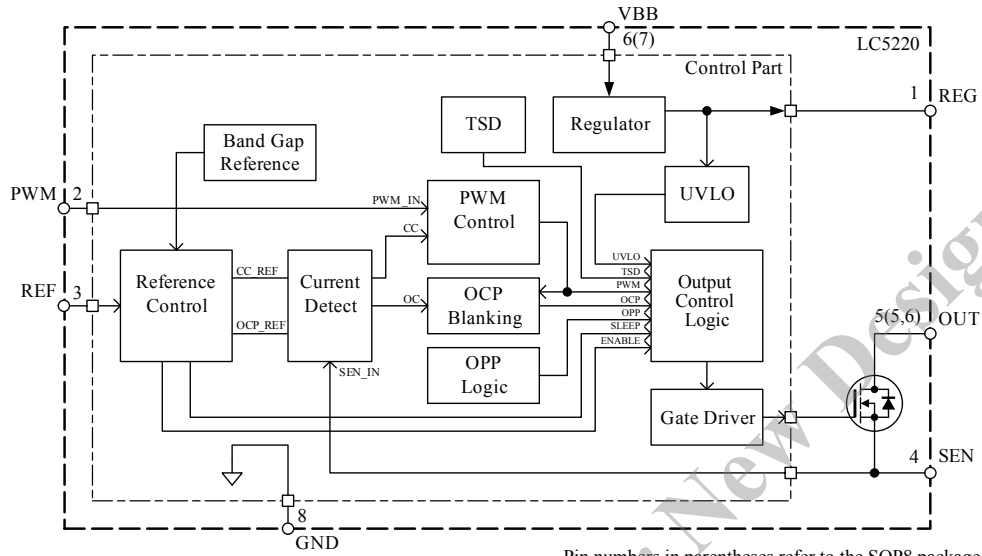 VBB
6(7)
LC5220
Control Part
1
REG
TSD
Regulator
Band Gap
Reference
UVLO
PWM
2
PWM_IN
PWM
Control
CC
UVLO
TSD
PWM
OCP
OPP
SLEEP
ENABLE
Output
Control
Logic
REF
3
Reference
Control
CC_REF
OCP_REF
Current
Detect
OC
OCP
Blanking
SEN_IN
OPP
Logic
5(5,6)
OUT
Gate Driver
4
SEN
8
GND
New Design
Pin numbers in parentheses refer to the SOP8 package